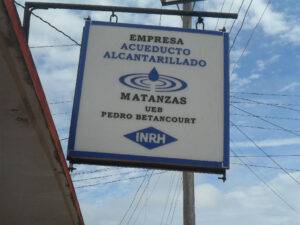 EMPRESA
ACUEDUCTO
ALCANTARILLADO
MATANZAS
UEB
PEDRO BETANCOURT
INRH